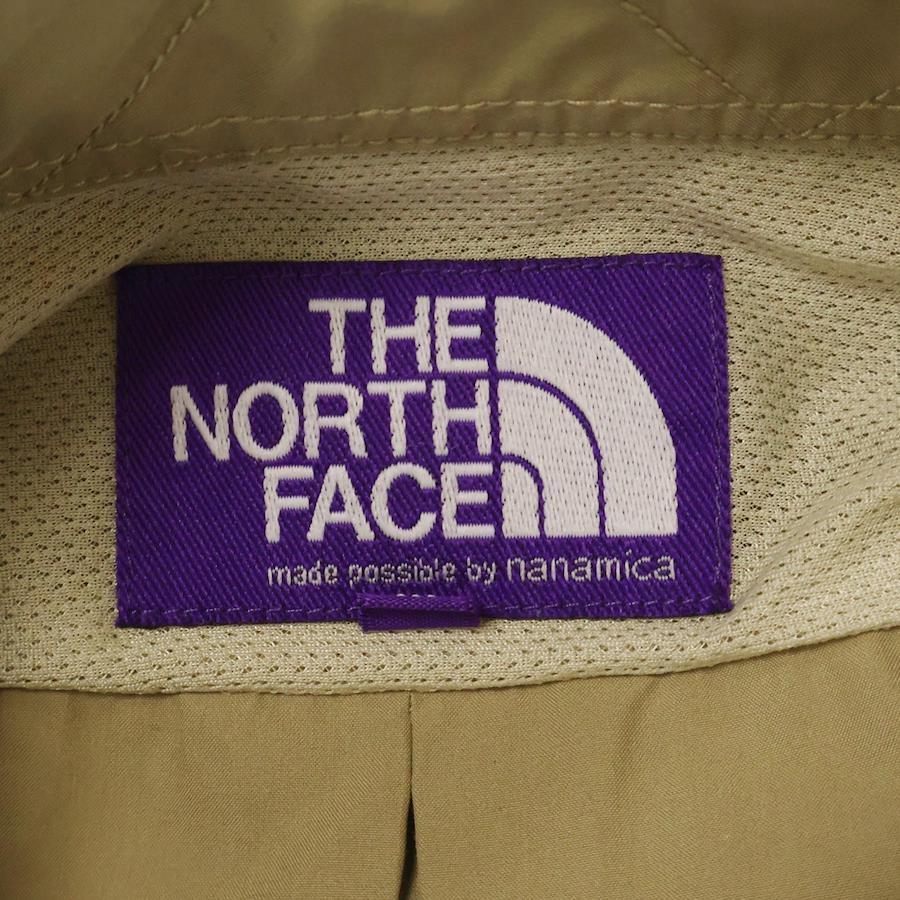 THE
NORTH
FACE
made possible by nanamica